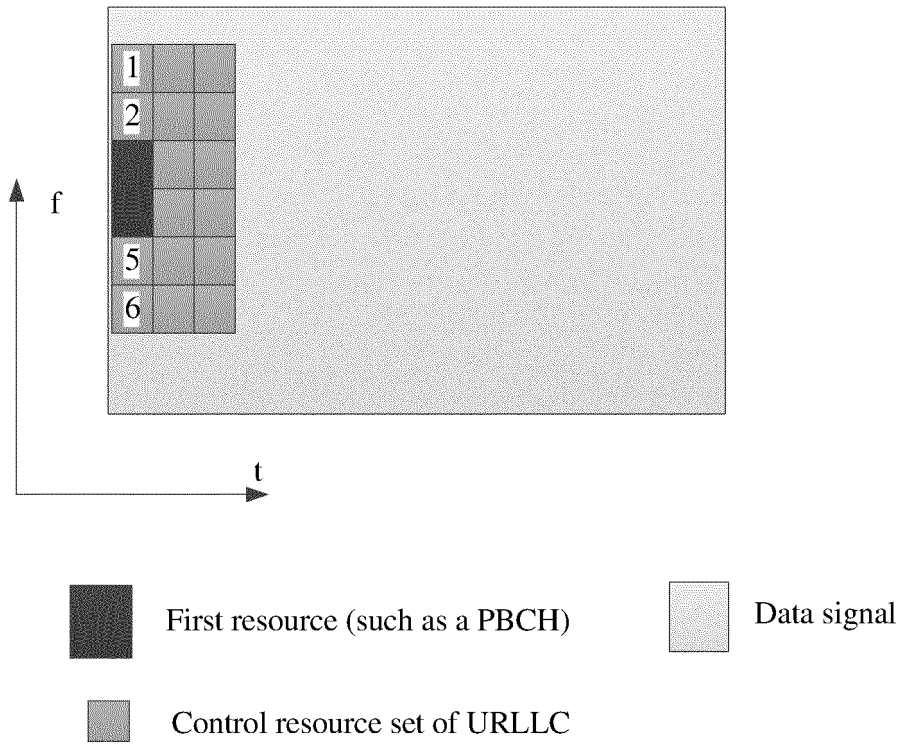 1
2
f
5
6
t
First resource (such as a PBCH)
Data signal
Control resource set of URLLC